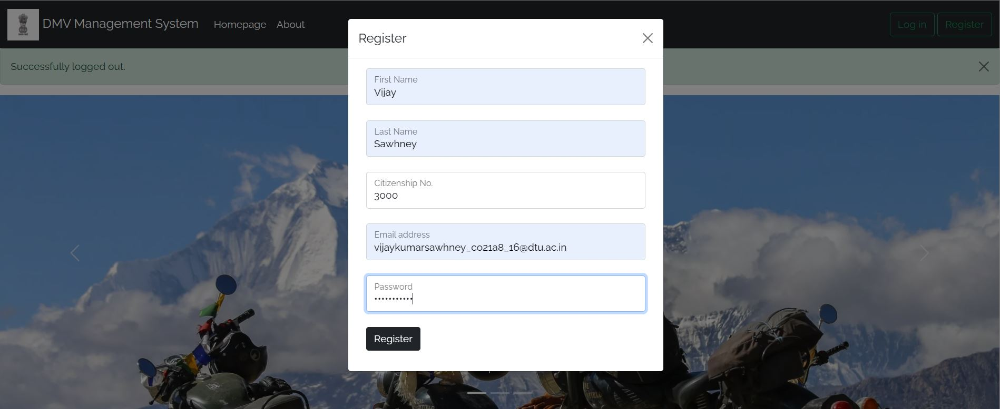 DMV Management System
Homepage
About
Log in
Register
Successfully logged out.
Register
First Name
Vijay
Last Name
Sawhney
Citizenship No.
3000
Email address
vijaykumarsawhney_co21a8_16@dtu.ac.in
Password
•••••••••••
Register